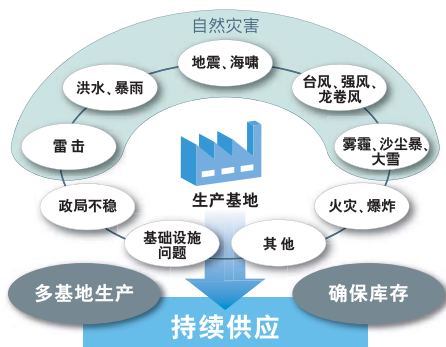 自然灾害
地震、海啸
洪水、暴雨
台风、强风、
龙卷风
雷击
雾霾、沙尘暴、
大雪
生产基地
政局不稳
火灾、爆炸
基础设施
问题
其他
多基地生产
确保库存
持续供应